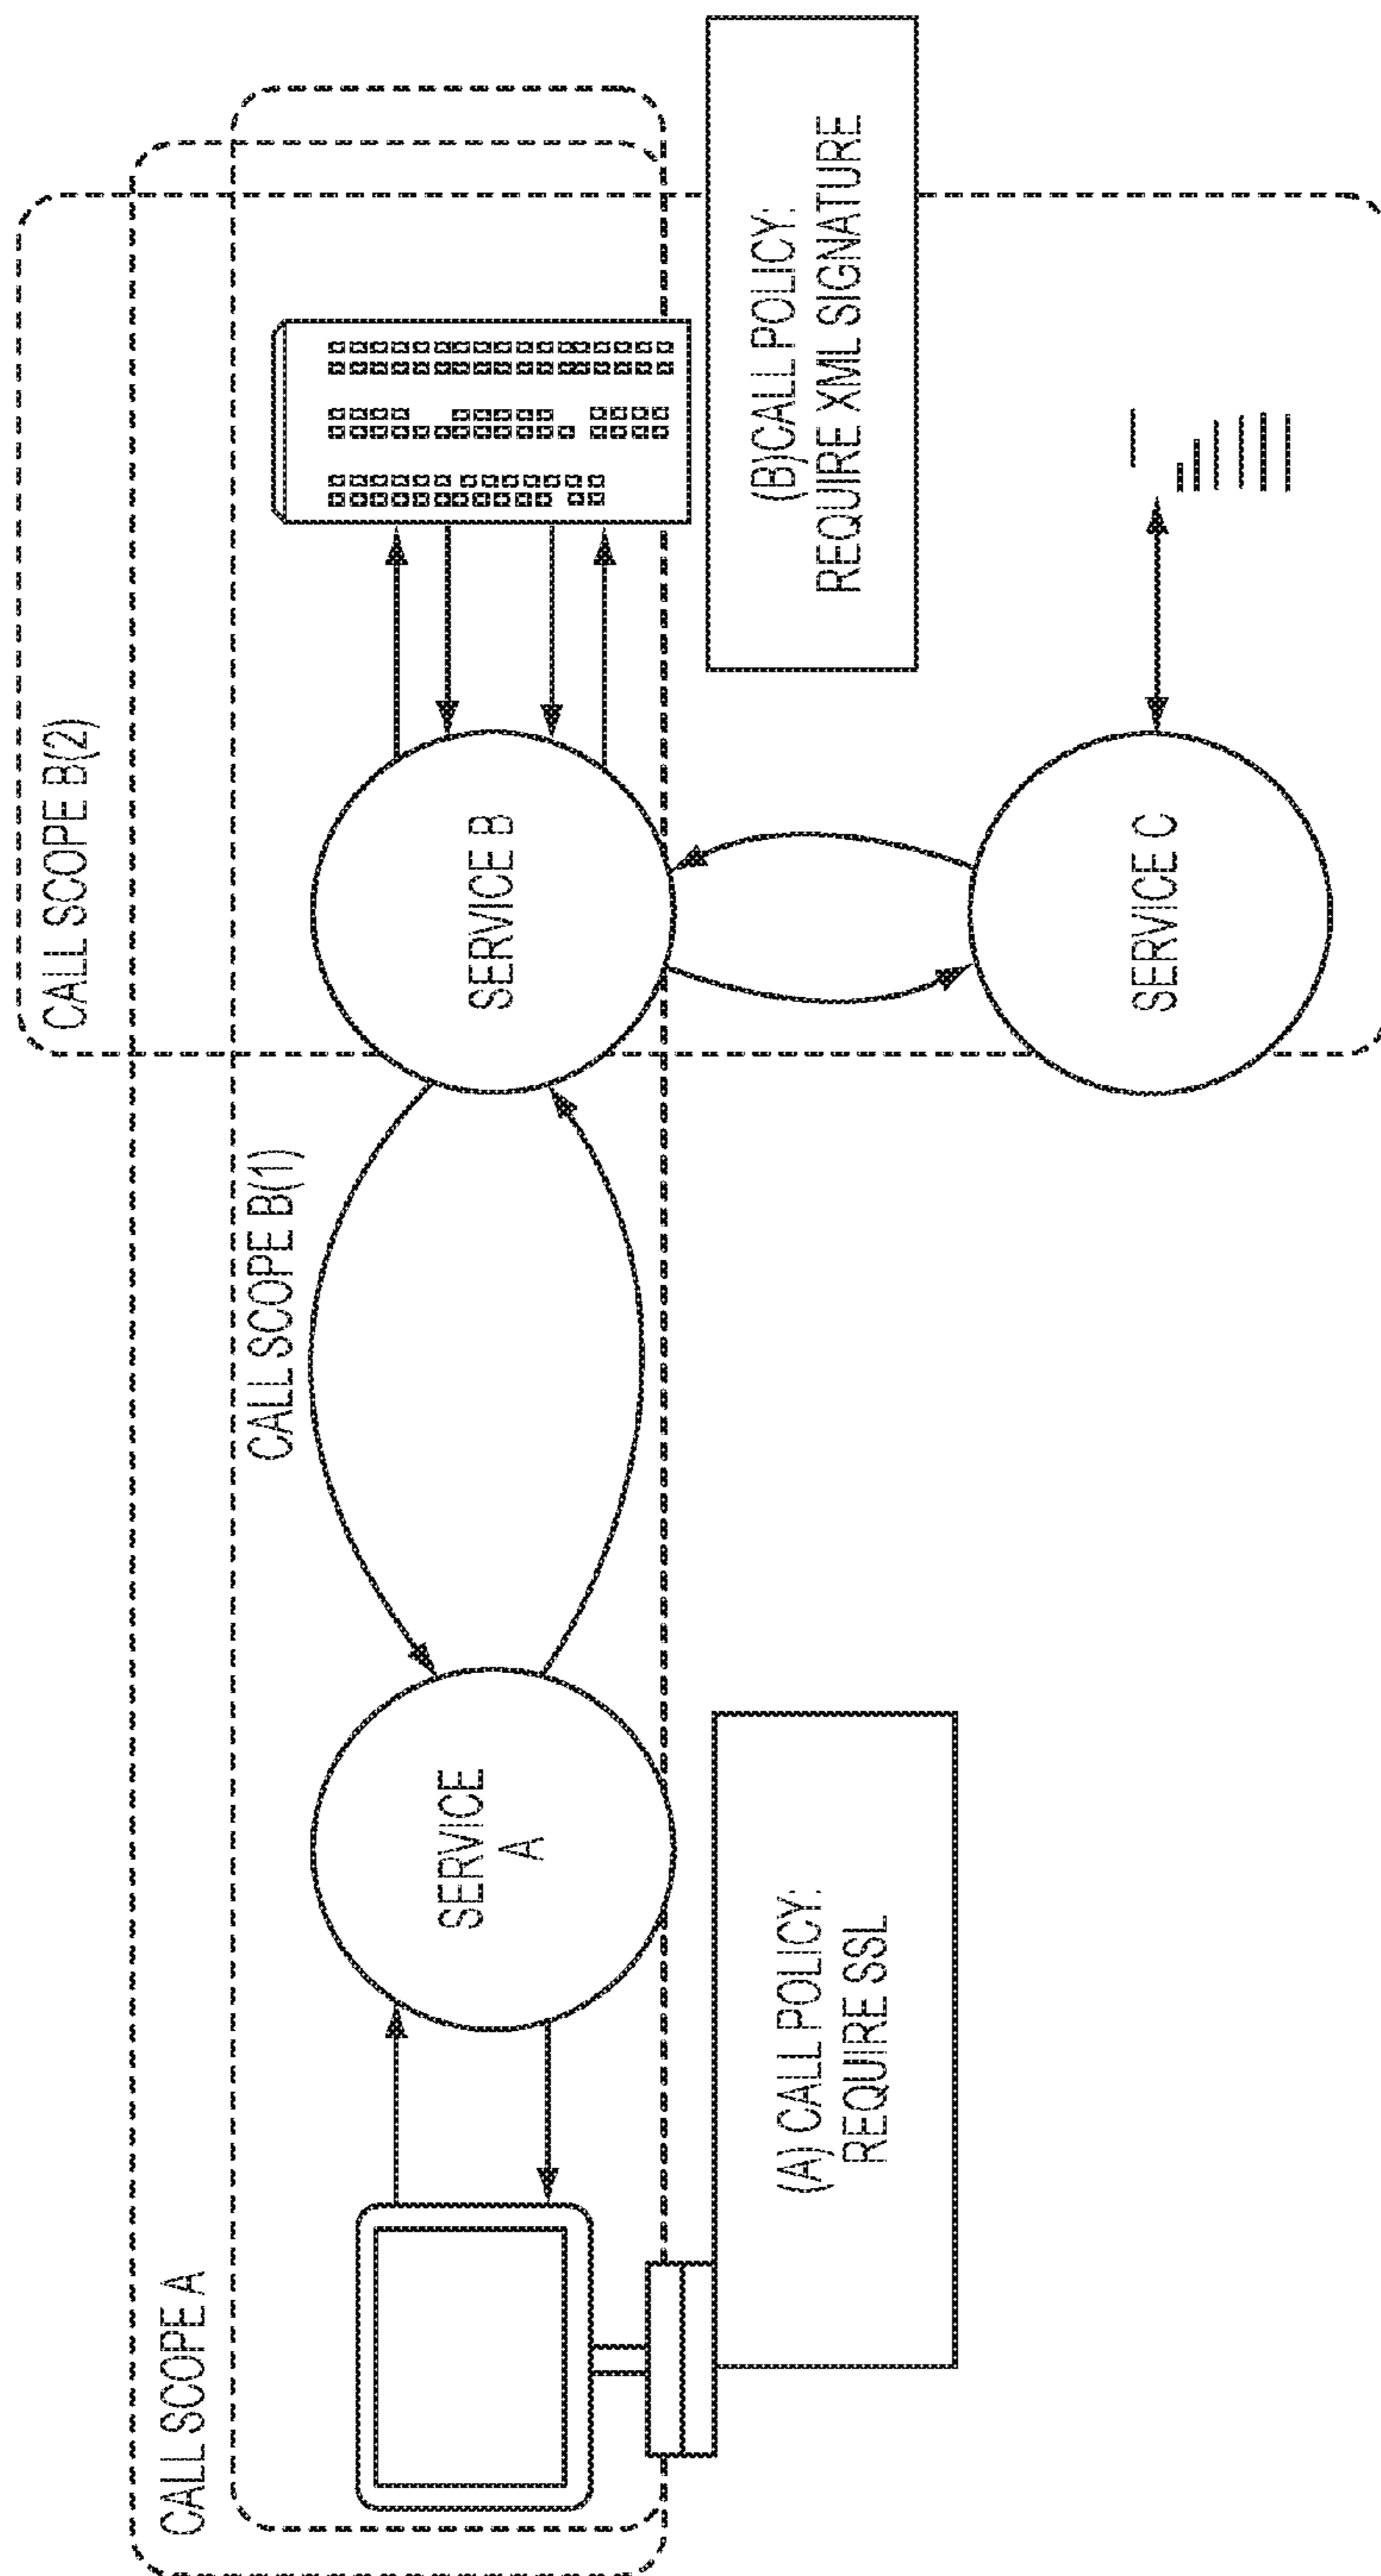 CALL SCOPE A
CALL SCOPE B(1)
CALL SCOPE B(2)
SERVICE
A
SERVICE B
SERVICE C
(A) CALL POLICY:
REQUIRE SSL
(B)CALL POLICY:
REQUIRE XML SIGNATURE